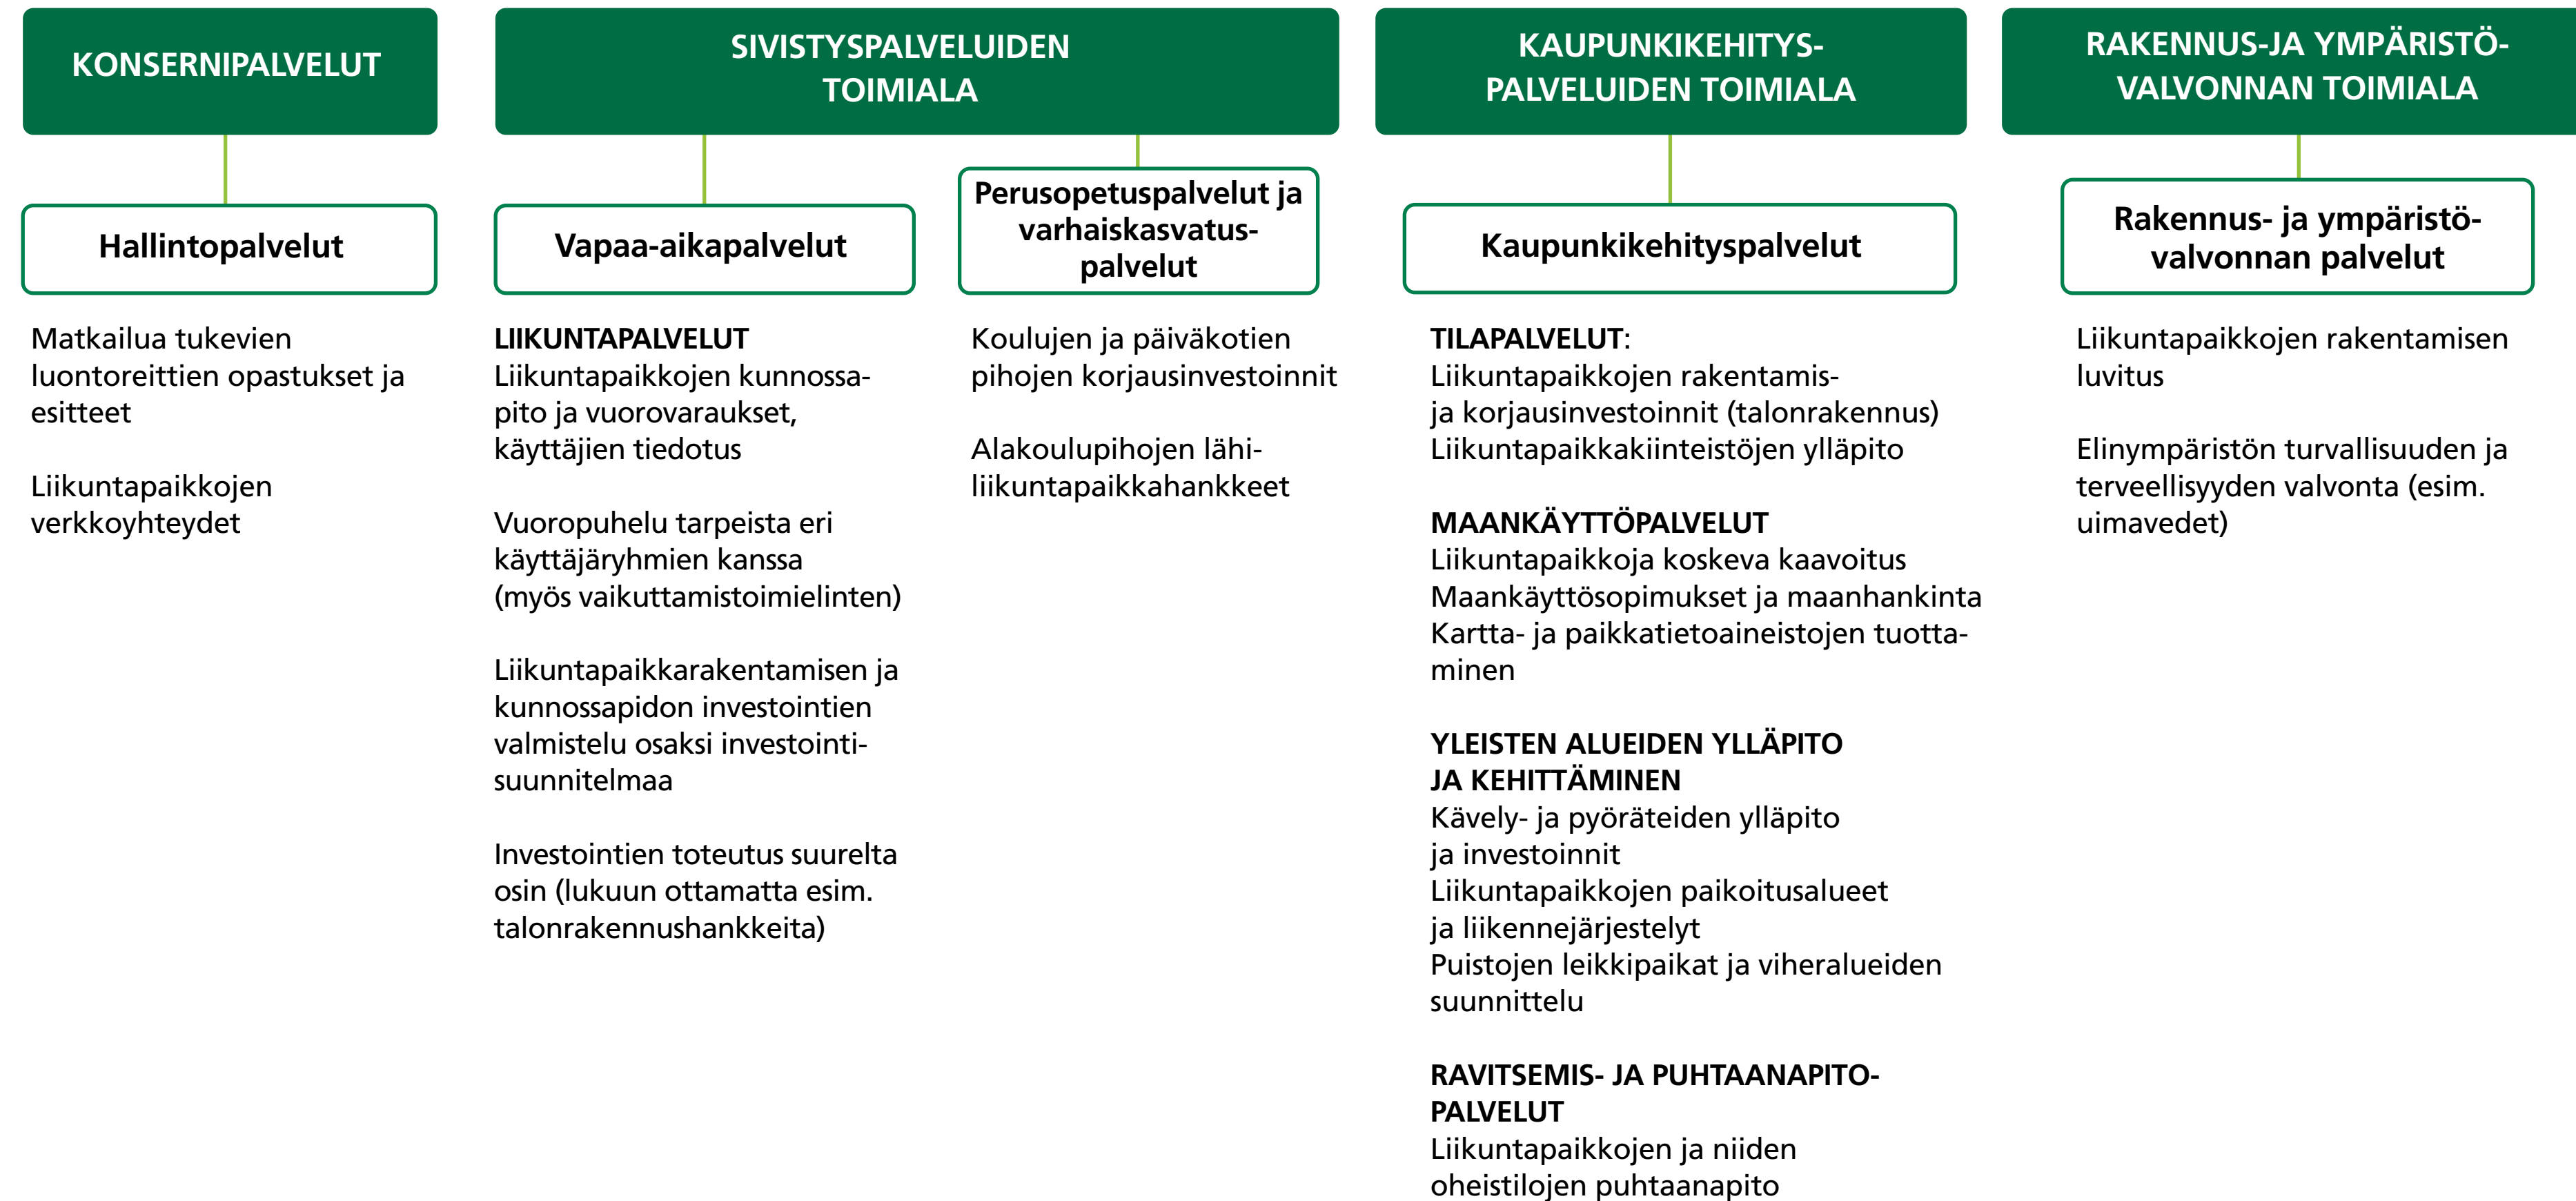 KONSERNIPALVELUT
Hallintopalvelut
Matkailua tukevien
luontoreittien opastukset ja
esitteet
Liikuntapaikkojen
verkkoyhteydet
SIVISTYSPALVELUIDEN
TOIMIALA
Vapaa-aikapalvelut
LIIKUNTAPALVELUT
Liikuntapaikkojen kunnossa-
pito ja vuorovaraukset,
käyttäjien tiedotus
Vuoropuhelu tarpeista eri
käyttäjäryhmien kanssa
(myös vaikuttamistoimielinten)
Liikuntapaikkarakentamisen ja
kunnossapidon investointien
valmistelu osaksi investointi-
suunnitelmaa
Investointien toteutus suurelta
osin (lukuun ottamatta esim.
talonrakennushankkeita)
Perusopetuspalvelut ja
varhaiskasvatus-
palvelut
Koulujen ja päiväkotien
pihojen korjausinvestoinnit
Alakoulupihojen lähi-
liikuntapaikkahankkeet
KAUPUNKIKEHITYS-
PALVELUIDEN TOIMIALA
Kaupunkikehityspalvelut
TILAPALVELUT:
Liikuntapaikkojen rakentamis-
ja korjausinvestoinnit (talonrakennus)
Liikuntapaikkakiinteistöjen ylläpito
MAANKÄYTTÖPALVELUT
Liikuntapaikkoja koskeva kaavoitus
Maankäyttösopimukset ja maanhankinta
Kartta- ja paikkatietoaineistojen tuotta-
minen
YLEISTEN ALUEIDEN YLLÄPITO
JA KEHITTÄMINEN
Kävely- ja pyöräteiden ylläpito
ja investoinnit
Liikuntapaikkojen paikoitusalueet
ja liikennejärjestelyt
Puistojen leikkipaikat ja viheralueiden
suunnittelu
RAVITSEMIS- JA PUHTAANAPITO-
PALVELUT
Liikuntapaikkojen ja niiden
oheistilojen puhtaanapito
RAKENNUS-JA YMPÄRISTÖ-
VALVONNAN TOIMIALA
Rakennus- ja ympäristö-
valvonnan palvelut
Liikuntapaikkojen rakentamisen
luvitus
Elinympäristön turvallisuuden ja
terveellisyyden valvonta (esim.
uimavedet)